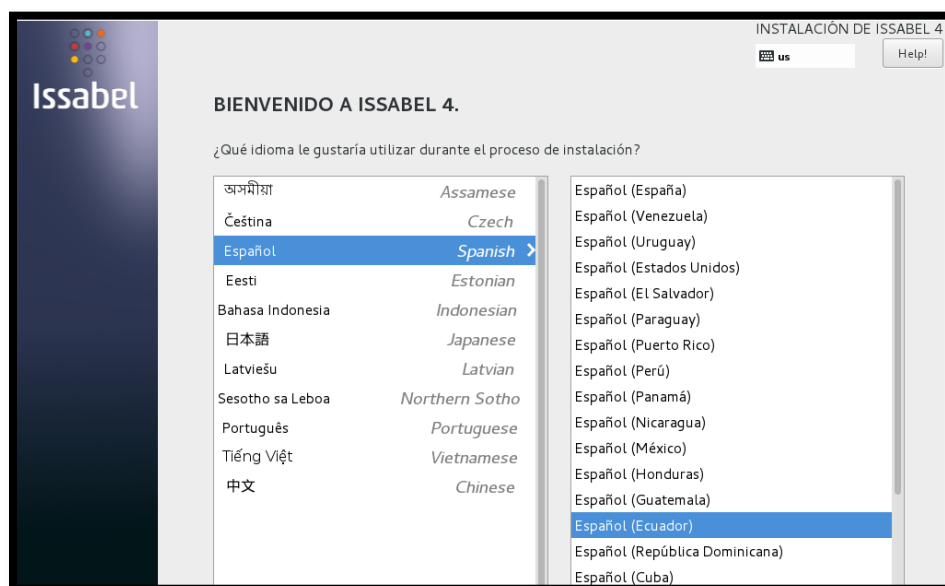 INSTALACIÓN DE ISSABEL 4
us
Help!
Issabel
BIENVENIDO A ISSABEL 4.
¿Qué idioma le gustaría utilizar durante el proceso de instalación?
অসমীয়া Assamese
Čeština Czech
Español Spanish
Eesti Estonian
Bahasa Indonesia Indonesian
日本語 Japanese
Latviešu Latvian
Sesotho sa Leboa Northern Sotho
Português Portuguese
Tiếng Việt Vietnamese
中文 Chinese
Español (España)
Español (Venezuela)
Español (Uruguay)
Español (Estados Unidos)
Español (El Salvador)
Español (Paraguay)
Español (Puerto Rico)
Español (Perú)
Español (Panamá)
Español (Nicaragua)
Español (México)
Español (Honduras)
Español (Guatemala)
Español (Ecuador)
Español (República Dominicana)
Español (Cuba)